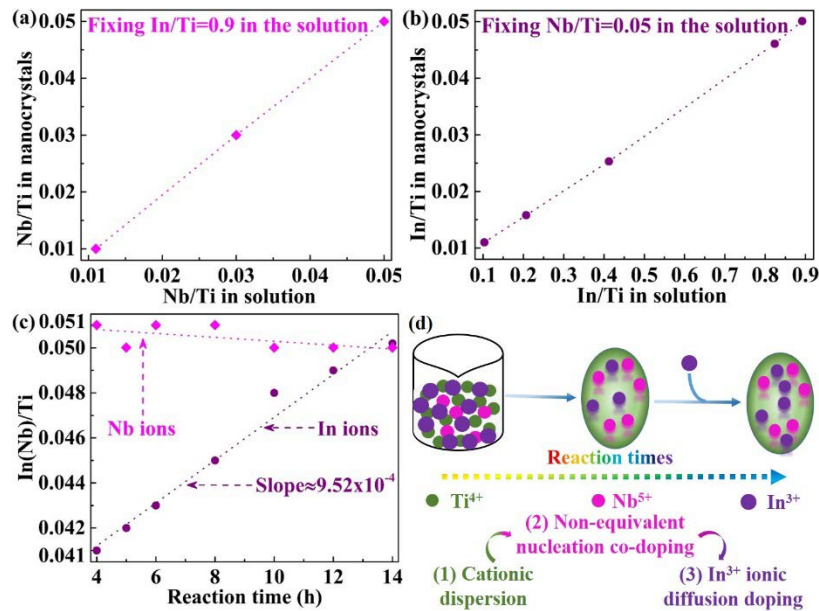 (a)
Fixing In/Ti=0.9 in the solution
0.05
0.03
0.01
Nb/Ti in nanocrystals
0.01 0.02 0.03 0.04 0.05
Nb/Ti in solution
(b)
Fixing Nb/Ti=0.05 in the solution
0.05
0.04
0.03
0.02
0.01
In/Ti in nanocrystals
0.1 0.2 0.3 0.4 0.5 0.6 0.7 0.8 0.9
In/Ti in solution
(c)
0.051
0.050
0.048
0.046
0.044
0.042
0.041
In(Nb)/Ti
Nb ions
In ions
Slope≈9.52x10⁻⁴
4 6 8 10 12 14
Reaction time (h)
(d)
Reaction times
Ti⁴⁺ Nb⁵⁺ In³⁺
(2) Non-equivalent
nucleation co-doping
(1) Cationic
dispersion
(3) In³⁺ ionic
diffusion doping